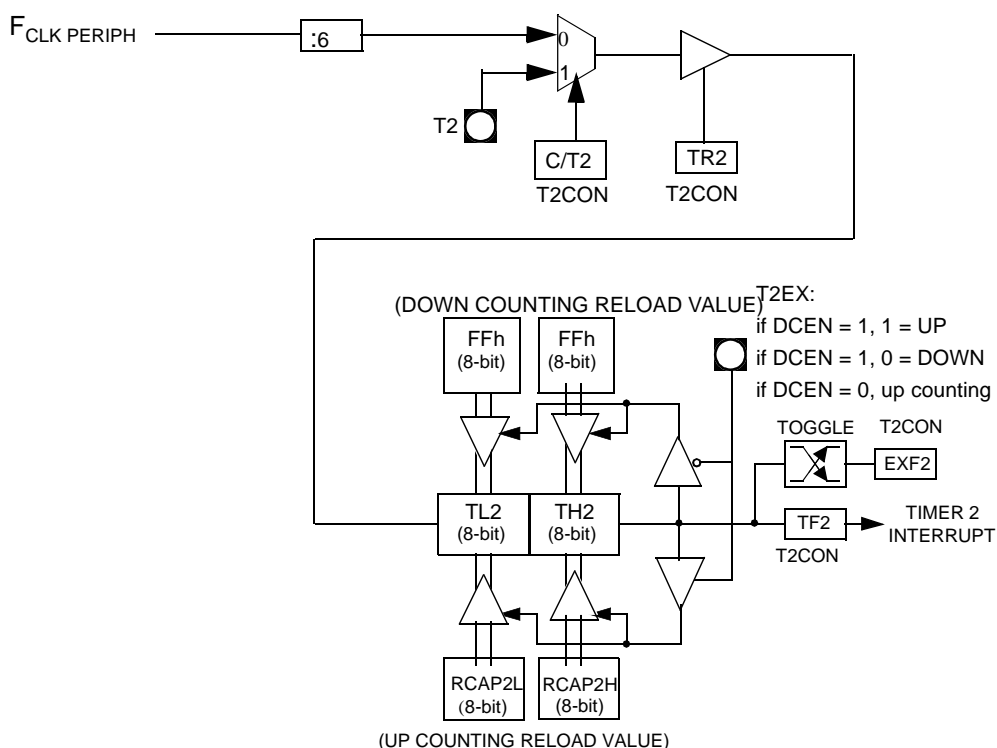 FCLK PERIPH
:6
0
1
T2
C/T2
TR2
T2CON
T2CON
T2EX:
(DOWN COUNTING RELOAD VALUE)
if DCEN = 1, 1 = UP
if DCEN = 1, 0 = DOWN
if DCEN = 0, up counting
FFh
(8-bit)
FFh
(8-bit)
TOGGLE
T2CON
EXF2
TL2
(8-bit)
TH2
(8-bit)
TF2
TIMER 2
INTERRUPT
T2CON
RCAP2L
(8-bit)
RCAP2H
(8-bit)
(UP COUNTING RELOAD VALUE)